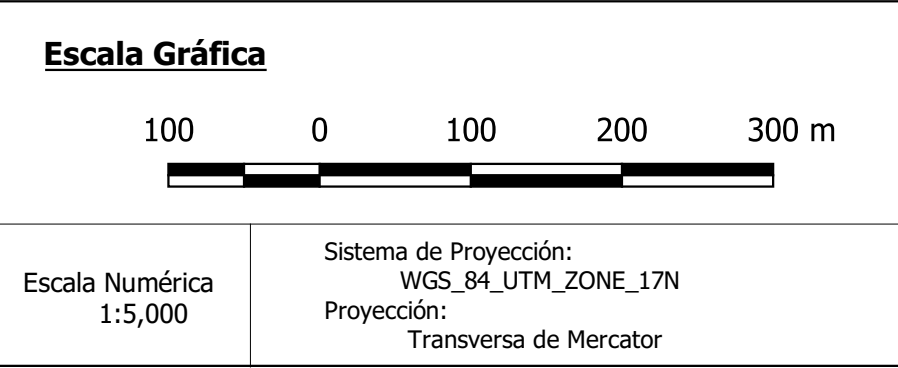 Escala Gráfica
100 0 100 200 300 m
Escala Numérica
1:5,000
Sistema de Proyección:
WGS_84_UTM_ZONE_17N
Proyección:
Transversa de Mercator